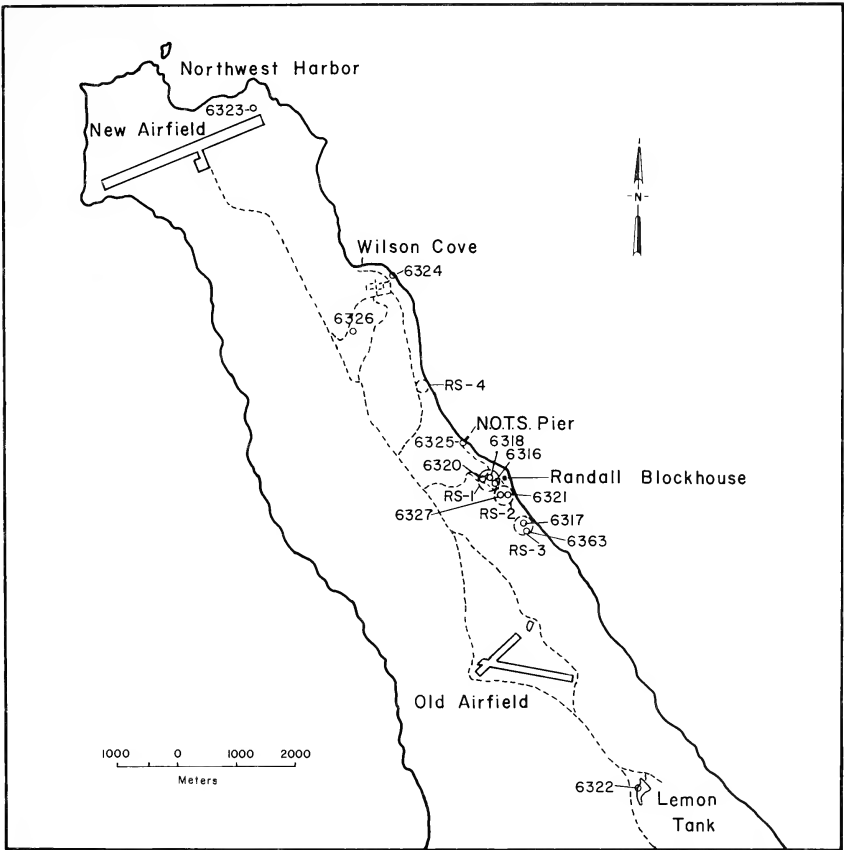 Northwest Harbor
6323
New Airfield
N
Wilson Cove
6324
6326
RS-4
N.O.T.S. Pier
6325
6318
6316
6320
Randall Blockhouse
RS-1
6321
6327
RS-2
6317
6363
RS-3
Old Airfield
1000 0 1000 2000
Meters
6322
Lemon
Tank